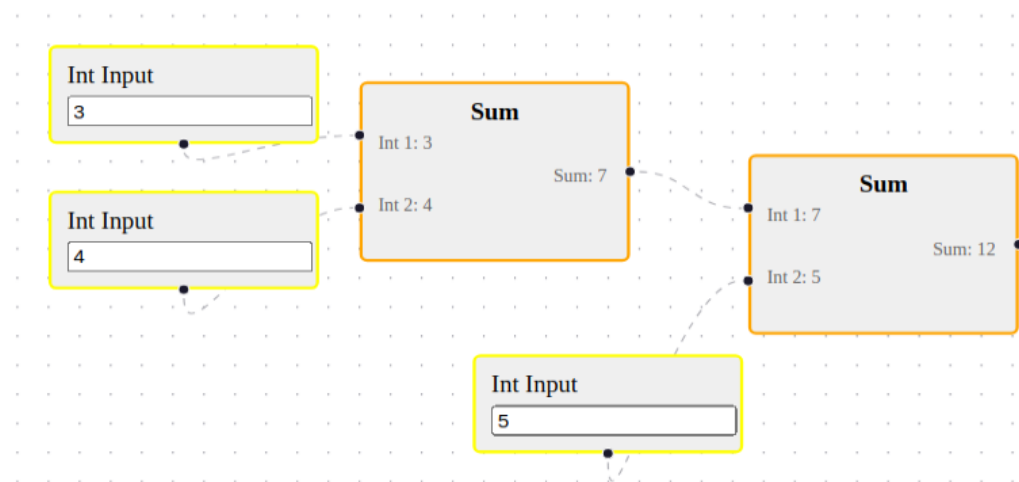 Int Input
3
Int Input
4
Sum
Int 1: 3
Sum: 7
Int 2: 4
Sum
Int 1: 7
Sum: 12
Int 2: 5
Int Input
5